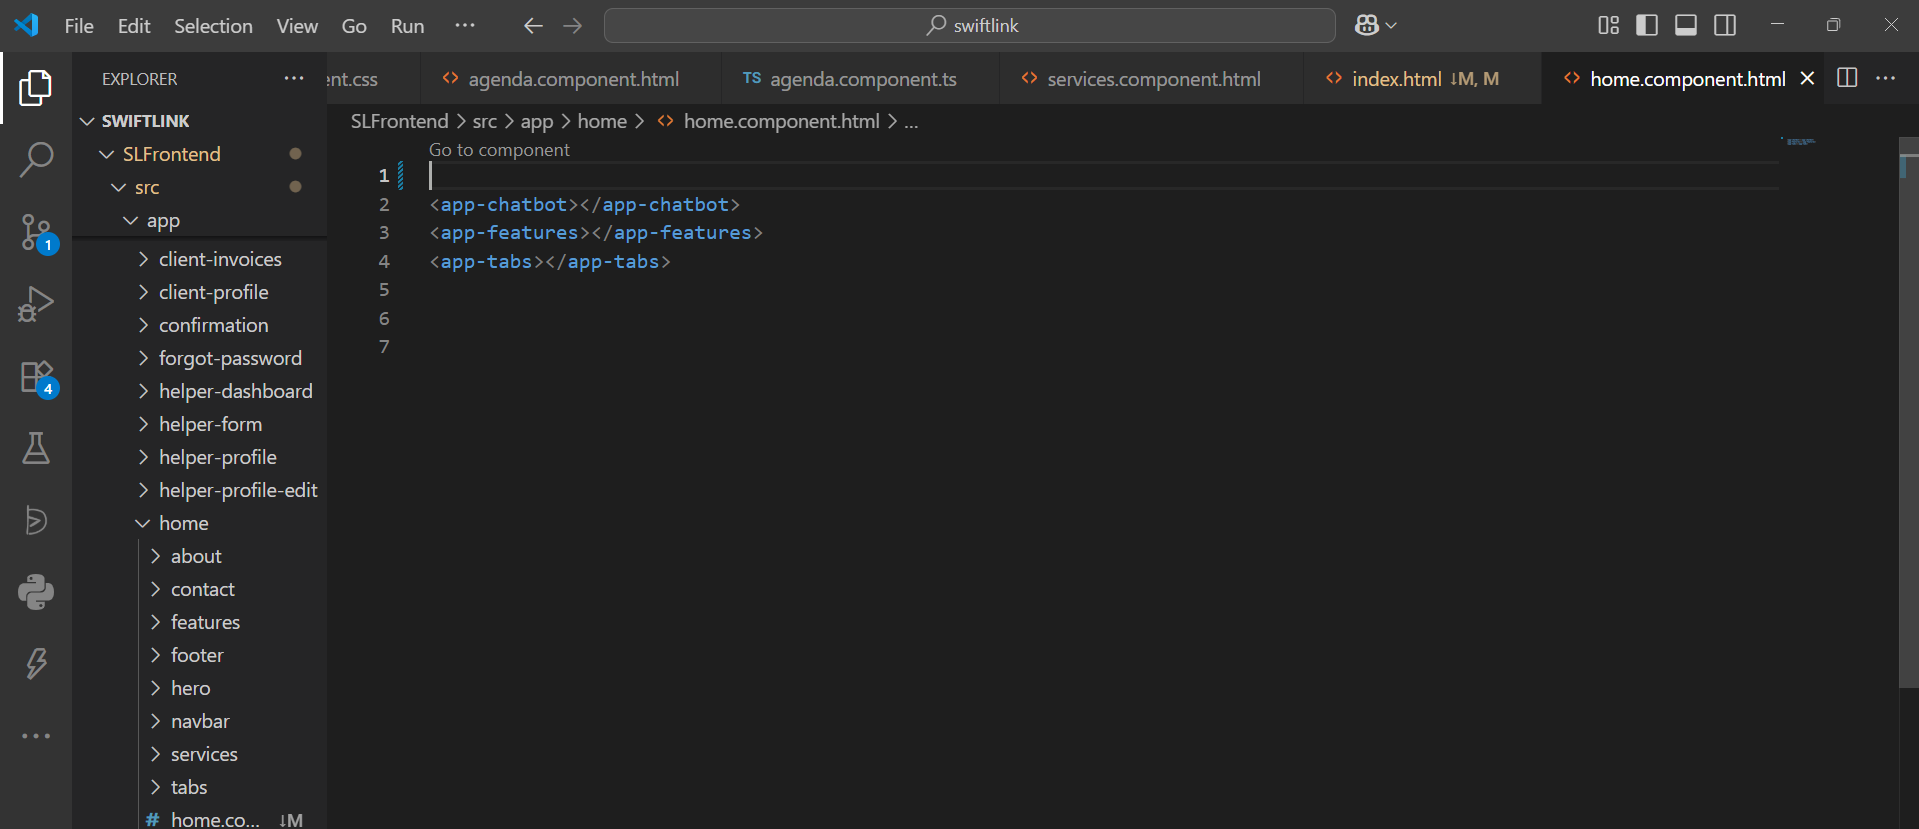 File Edit Selection View Go Run ··· swiftlink
EXPLORER ···
ent.css agenda.component.html TS agenda.component.ts services.component.html index.html ↓M, M home.component.html ···
SWIFTLINK
SLFrontend
src
app
client-invoices
client-profile
confirmation
forgot-password
helper-dashboard
helper-form
helper-profile
helper-profile-edit
home
about
contact
features
footer
hero
navbar
services
tabs
# home.co... ↓M
1
4
SLFrontend > src > app > home > <> home.component.html > ...
Go to component
1
2 <app-chatbot></app-chatbot>
3 <app-features></app-features>
4 <app-tabs></app-tabs>
5
6
7